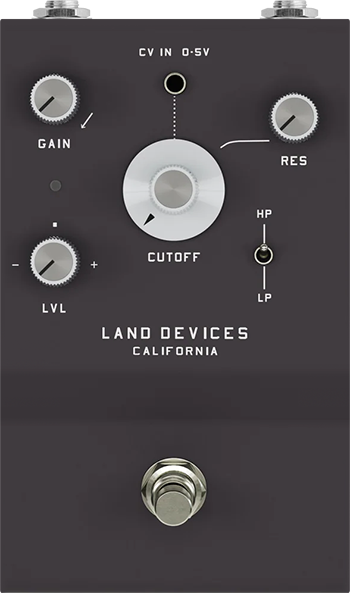 CV IN 0-5V
GAIN
RES
HP
CUTOFF
- +
LP
LVL
LAND DEVICES
CALIFORNIA